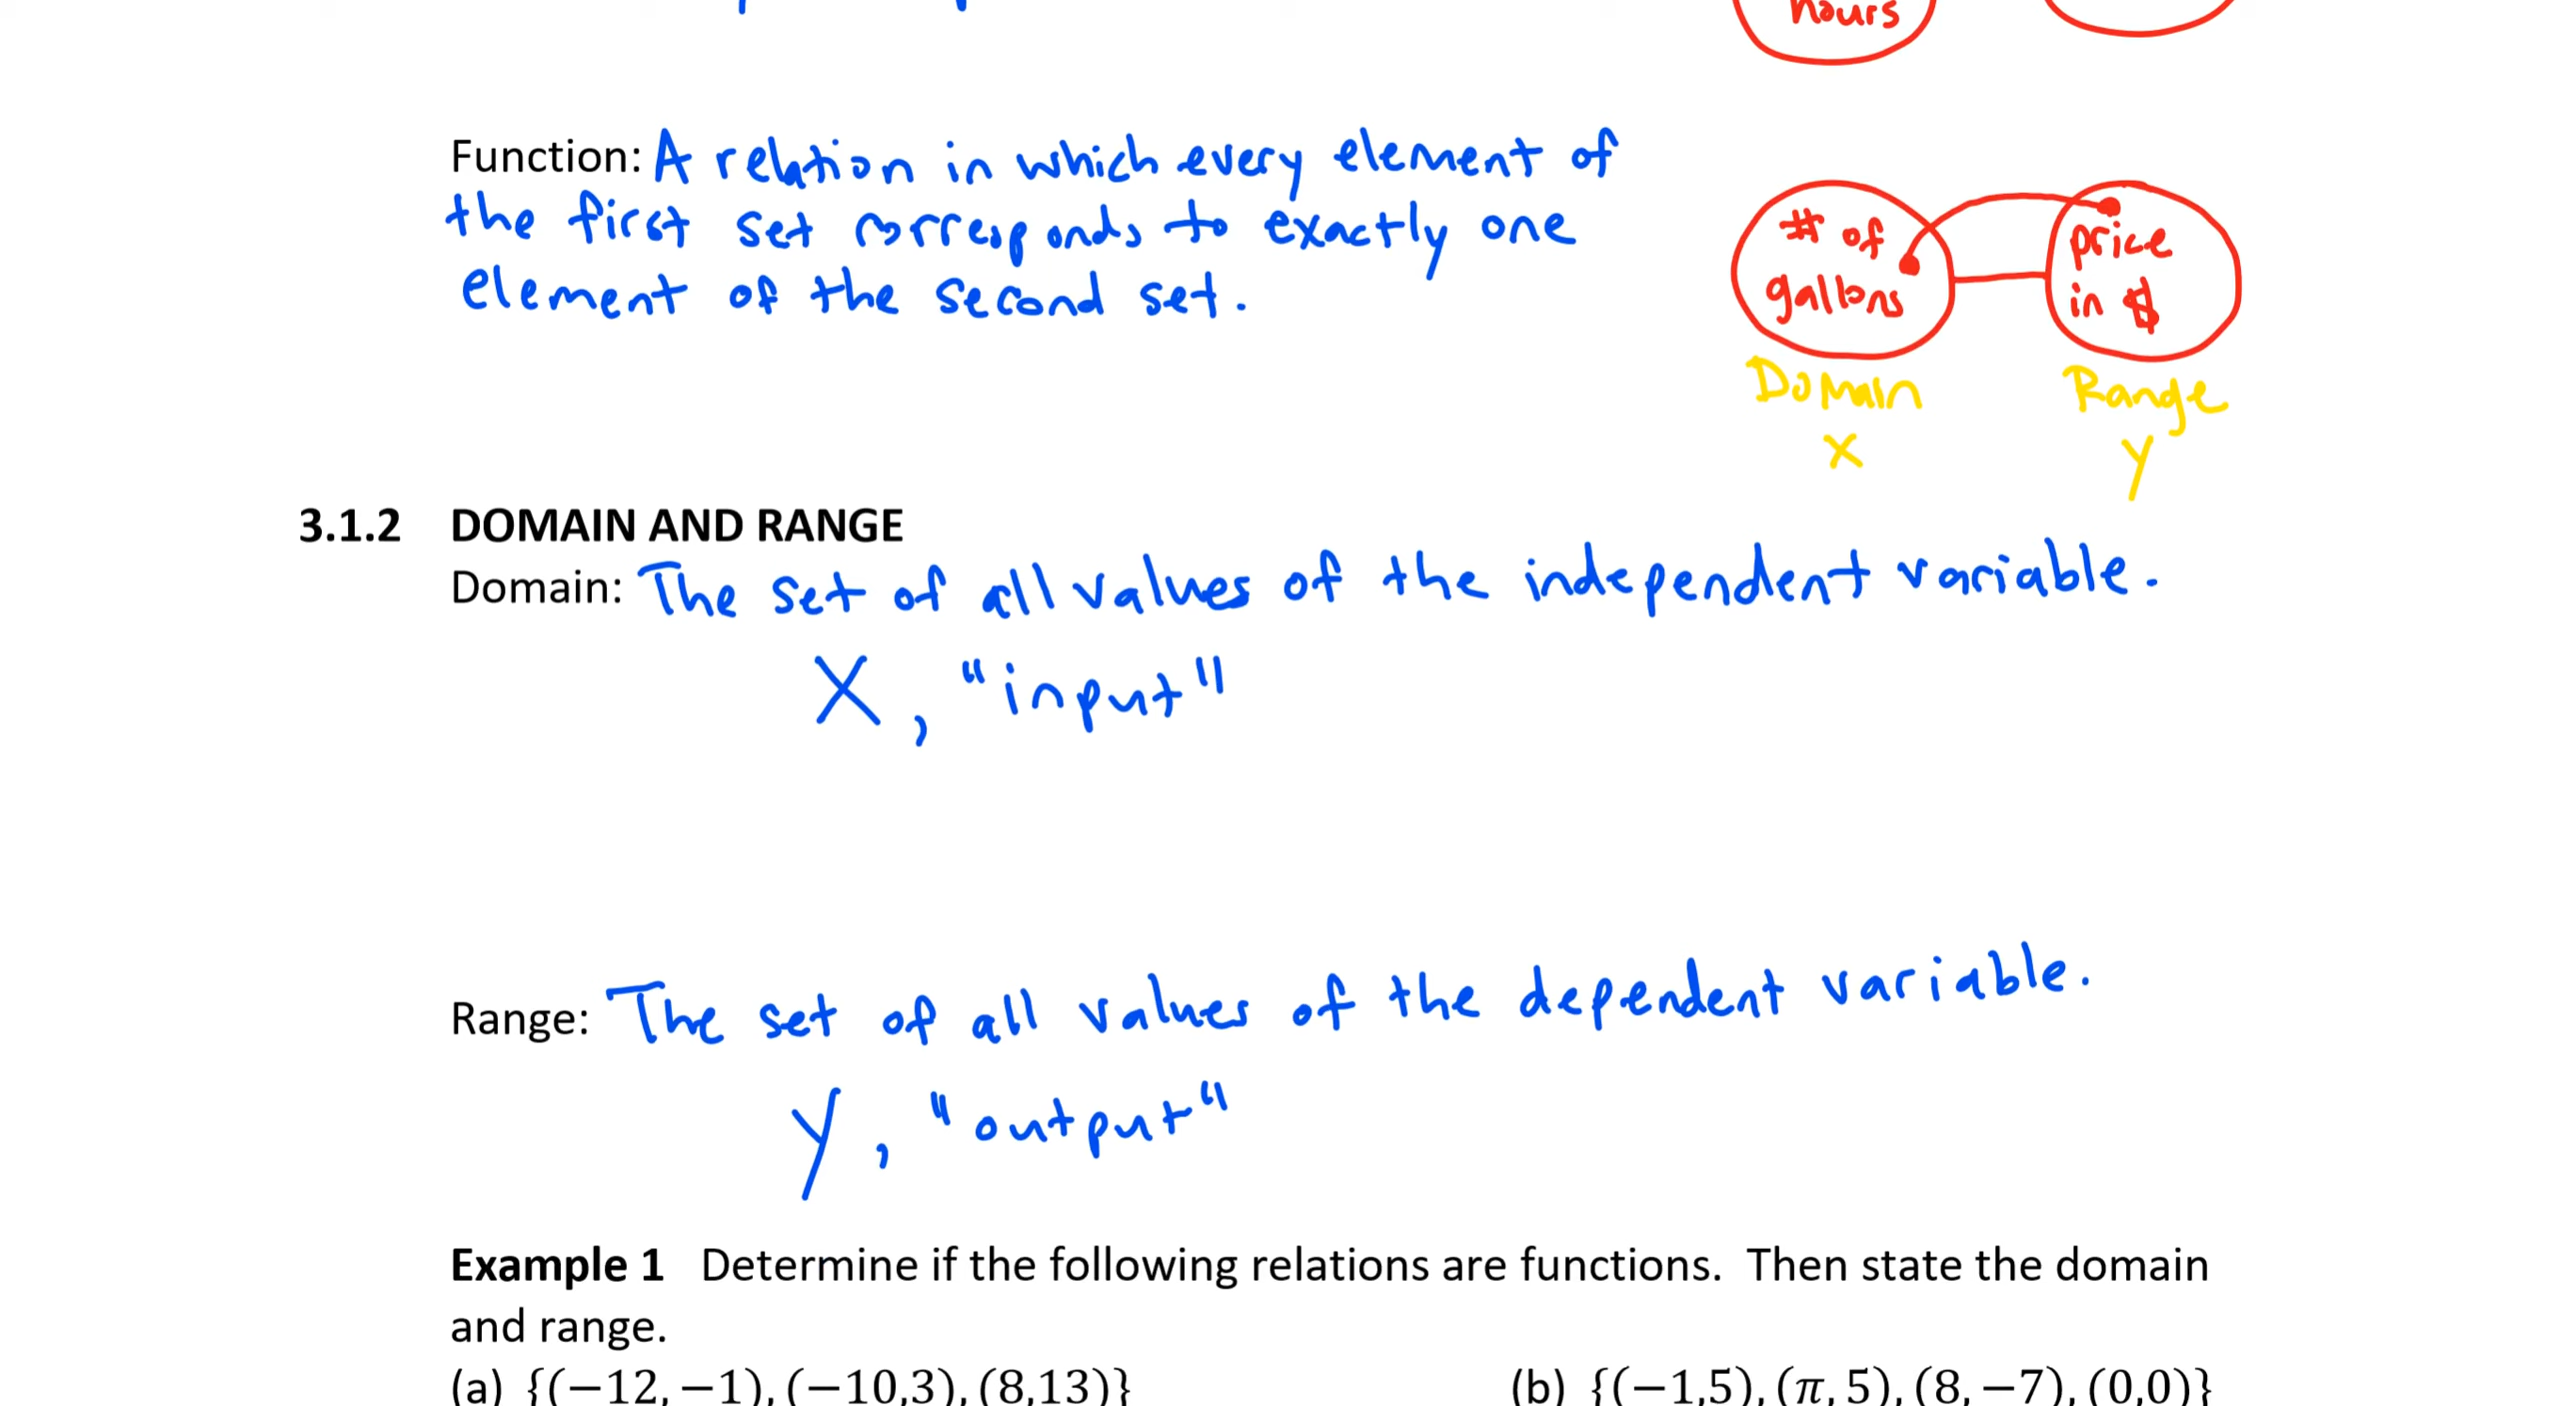 hours
Function: A relation in which every element of
the first set corresponds to exactly one
element of the second set.
# of
gallons
price
in $
Domain
X
Range
Y
3.1.2 DOMAIN AND RANGE
Domain: The set of all values of the independent variable.
X, "input"
Range: The set of all values of the dependent variable.
Y, "output"
Example 1 Determine if the following relations are functions. Then state the domain
and range.
(a) {(−12, −1), (−10,3), (8,13)}
(b) {(−1,5), (π, 5), (8, −7), (0,0)}